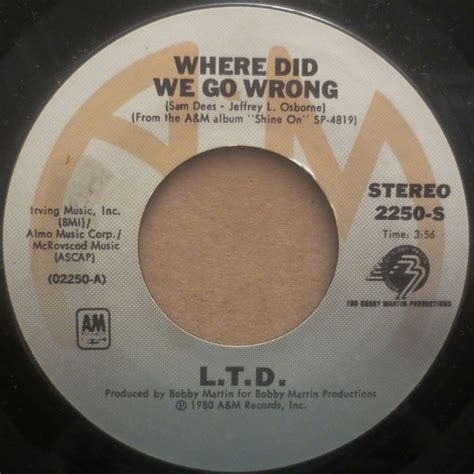 WHERE DID
WE GO WRONG
(Sam Dees - Jeffrey L. Osborne)
(From the A&M album "Shine On" SP-4819)
STEREO
2250-S
Time: 3:56
Irving Music, Inc.
(BMI)/
Almo Music Corp./
McRovscod Music
(ASCAP)
(02250-A)
FOR BOBBY MARTIN PRODUCTIONS
A&M
L.T.D.
Produced by Bobby Martin for Bobby Martin Productions
Ⓟ 1980 A&M Records, Inc.